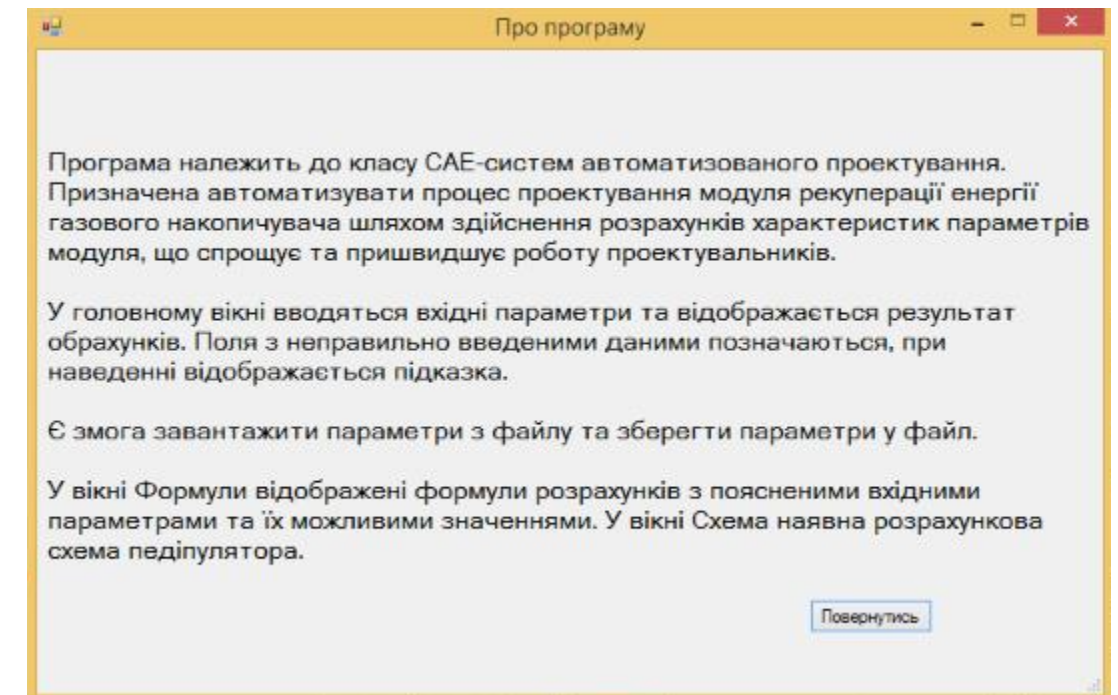 Про програму
Програма належить до класу САЕ-систем автоматизованого проектування.
Призначена автоматизувати процес проектування модуля рекуперації енергії
газового накопичувача шляхом здійснення розрахунків характеристик параметрів
модуля, що спрощує та пришвидшує роботу проектувальників.
У головному вікні вводяться вхідні параметри та відображається результат
обрахунків. Поля з неправильно введеними даними позначаються, при
наведенні відображається підказка.
Є змога завантажити параметри з файлу та зберегти параметри у файл.
У вікні Формули відображені формули розрахунків з поясненими вхідними
параметрами та їх можливими значеннями. У вікні Схема наявна розрахункова
схема педіпулятора.
Повернутись